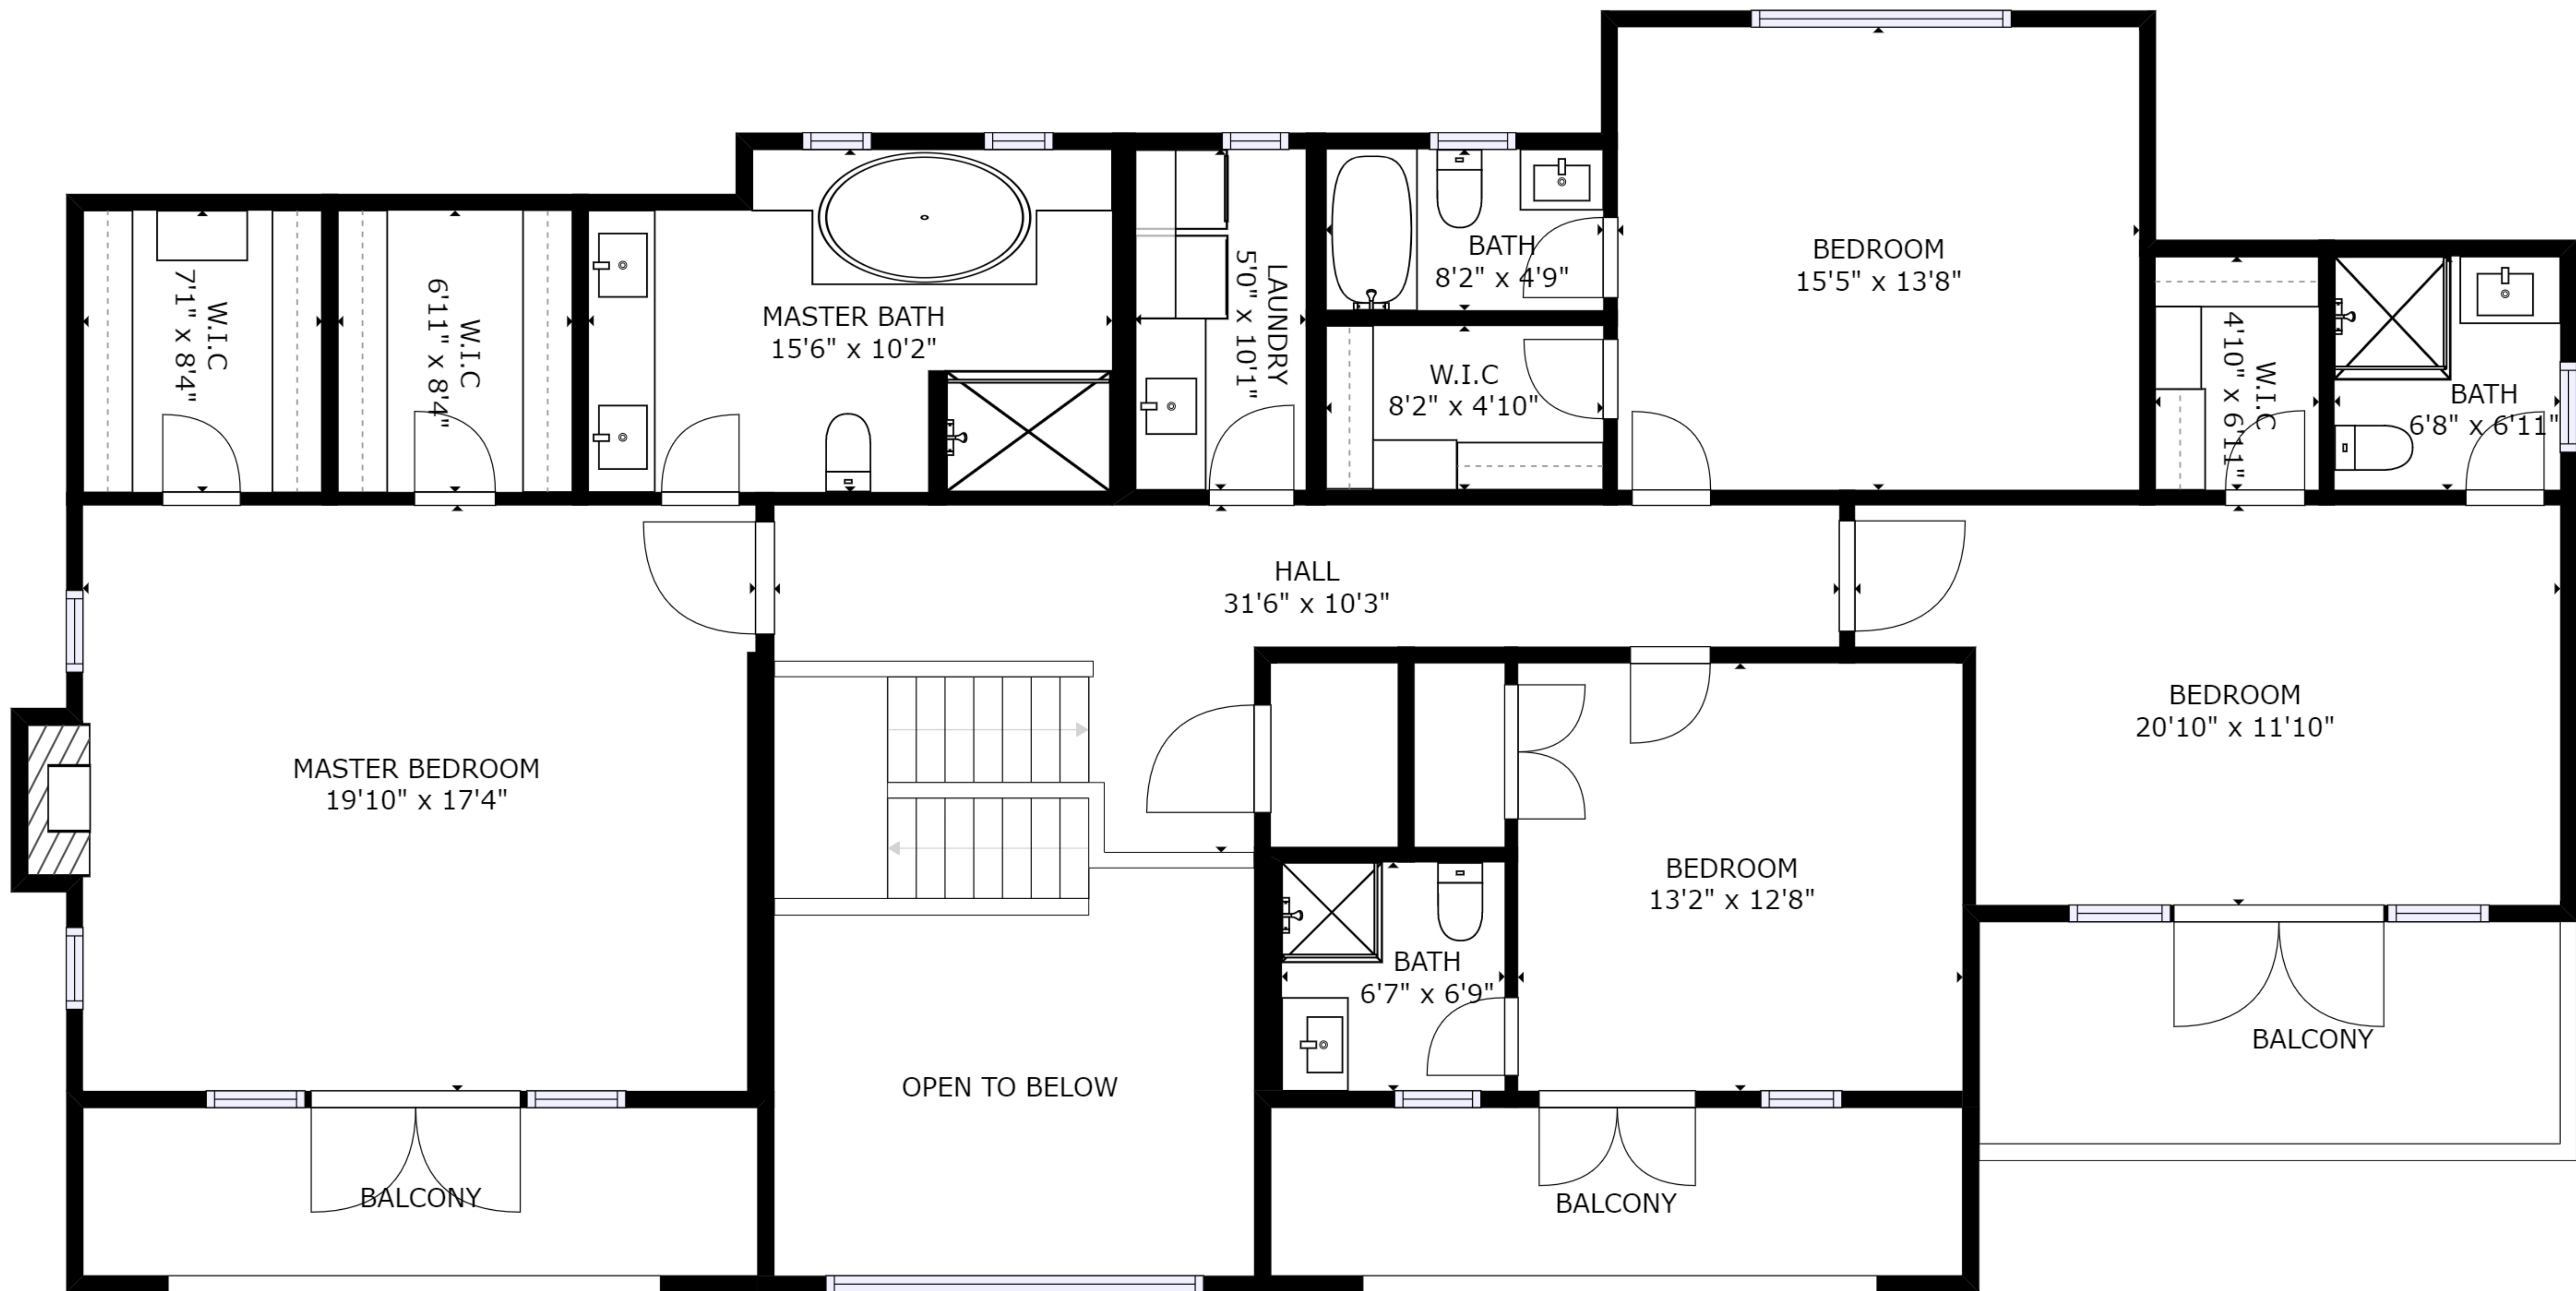 BEDROOM
15'5" x 13'8"
BATH
8'2" x 4'9"
W.I.C
7'1" x 8'4"
W.I.C
6'11" x 8'4"
MASTER BATH
15'6" x 10'2"
LAUNDRY
5'0" x 10'1"
W.I.C
8'2" x 4'10"
W.I.C
4'10" x 6'11"
BATH
6'8" x 6'11"
HALL
31'6" x 10'3"
MASTER BEDROOM
19'10" x 17'4"
BEDROOM
20'10" x 11'10"
BEDROOM
13'2" x 12'8"
BATH
6'7" x 6'9"
OPEN TO BELOW
BALCONY
BALCONY
BALCONY